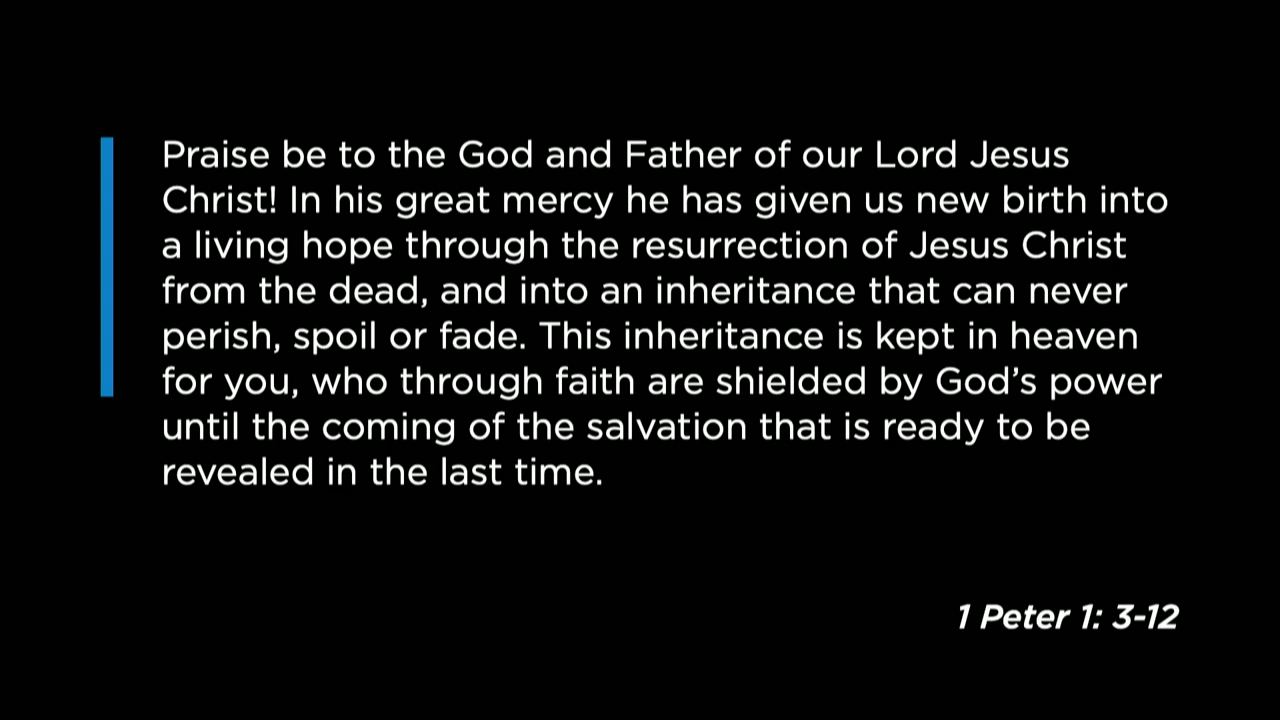 Praise be to the God and Father of our Lord Jesus
Christ! In his great mercy he has given us new birth into
a living hope through the resurrection of Jesus Christ
from the dead, and into an inheritance that can never
perish, spoil or fade. This inheritance is kept in heaven
for you, who through faith are shielded by God’s power
until the coming of the salvation that is ready to be
revealed in the last time.
1 Peter 1: 3-12